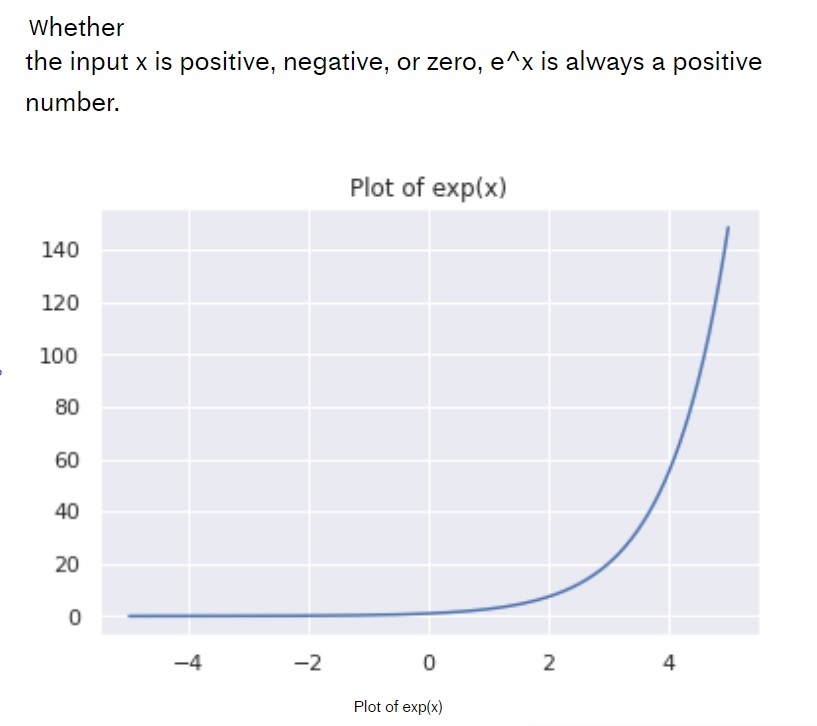 Whether
the input x is positive, negative, or zero, e^x is always a positive
number.
Plot of exp(x)
140
120
100
80
60
40
20
0
−4 −2 0 2 4
Plot of exp(x)